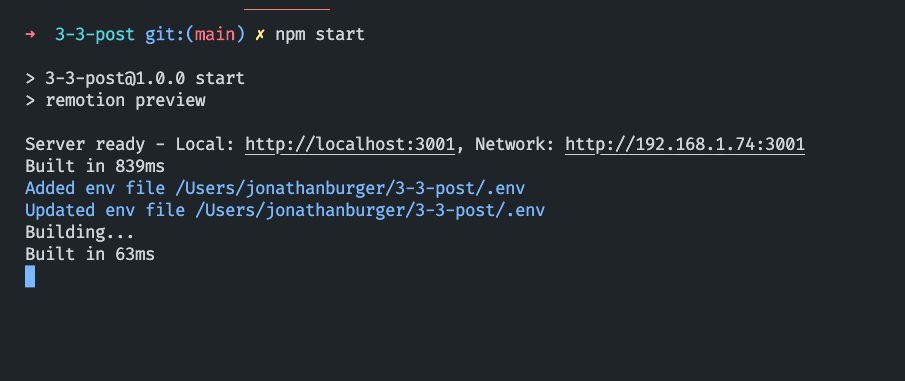 ➜  3-3-post git:(main) ✗ npm start
> 3-3-post@1.0.0 start
> remotion preview
Server ready - Local: http://localhost:3001, Network: http://192.168.1.74:3001
Built in 839ms
Added env file /Users/jonathanburger/3-3-post/.env
Updated env file /Users/jonathanburger/3-3-post/.env
Building...
Built in 63ms